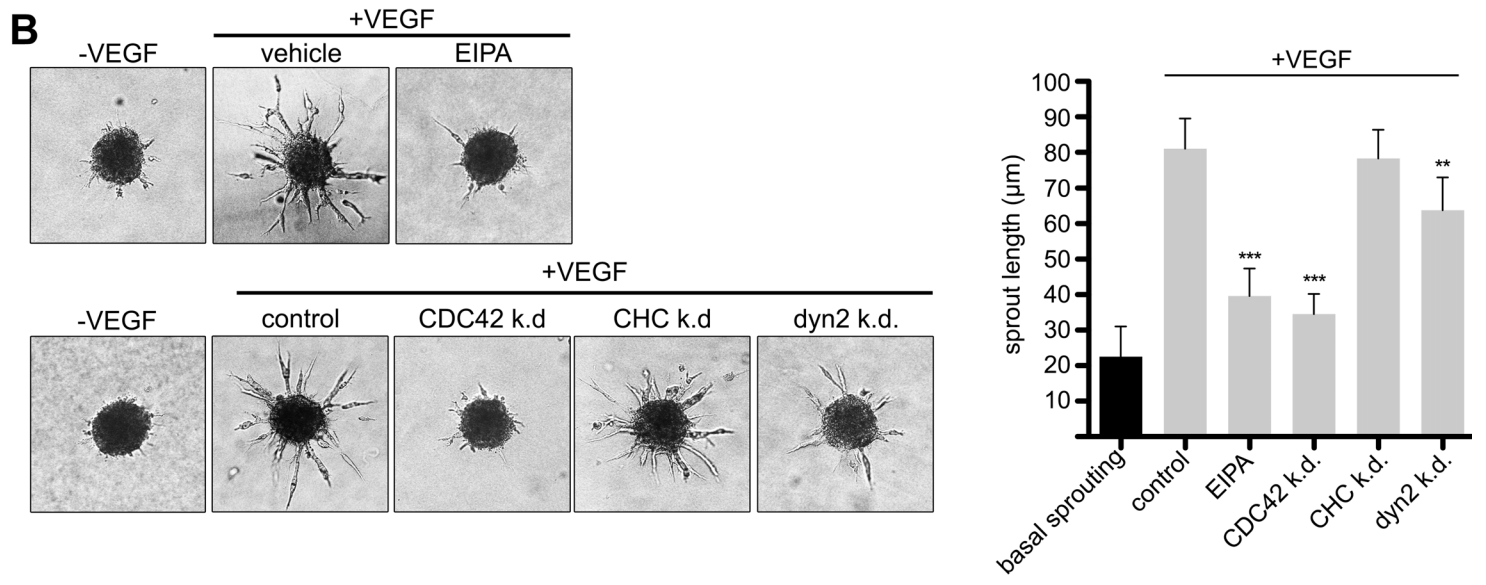 B
+VEGF
-VEGF vehicle EIPA
+VEGF
-VEGF control CDC42 k.d CHC k.d dyn2 k.d.
+VEGF
sprout length (µm)
100
90
80
70
60
50
40
30
20
10
***
***
**
basal sprouting
control
EIPA
CDC42 k.d.
CHC k.d.
dyn2 k.d.